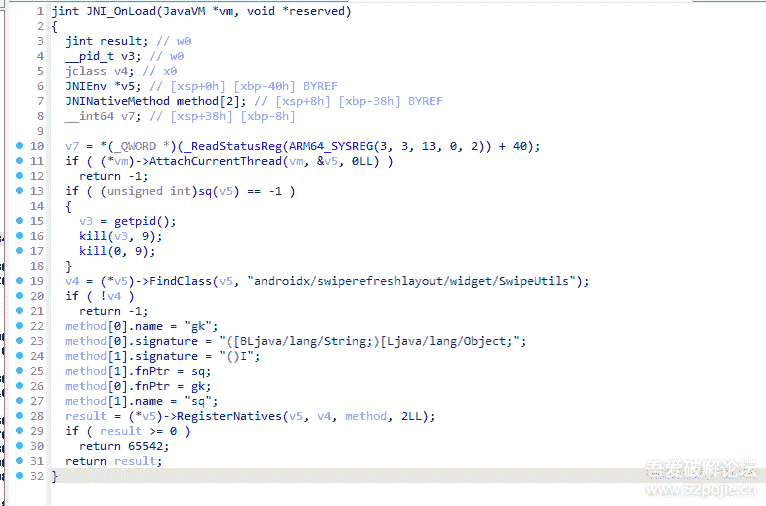 1 jint JNI_OnLoad(JavaVM *vm, void *reserved)
2 {
3   jint result; // w0
4   __pid_t v3; // w0
5   jclass v4; // x0
6   JNIEnv *v5; // [xsp+0h] [xbp-40h] BYREF
7   JNINativeMethod method[2]; // [xsp+8h] [xbp-38h] BYREF
8   __int64 v7; // [xsp+38h] [xbp-8h]
9
10   v7 = *(_QWORD *)(_ReadStatusReg(ARM64_SYSREG(3, 3, 13, 0, 2)) + 40);
11   if ( (*vm)->AttachCurrentThread(vm, &v5, 0LL) )
12     return -1;
13   if ( (unsigned int)sq(v5) == -1 )
14   {
15     v3 = getpid();
16     kill(v3, 9);
17     kill(0, 9);
18   }
19   v4 = (*v5)->FindClass(v5, "androidx/swiperefreshlayout/widget/SwipeUtils");
20   if ( !v4 )
21     return -1;
22   method[0].name = "gk";
23   method[0].signature = "([BLjava/lang/String;)[Ljava/lang/Object;";
24   method[1].signature = "()I";
25   method[1].fnPtr = sq;
26   method[0].fnPtr = gk;
27   method[1].name = "sq";
28   result = (*v5)->RegisterNatives(v5, v4, method, 2LL);
29   if ( result >= 0 )
30     return 65542;
31   return result;
32 }
吾爱破解论坛
www.52pojie.cn